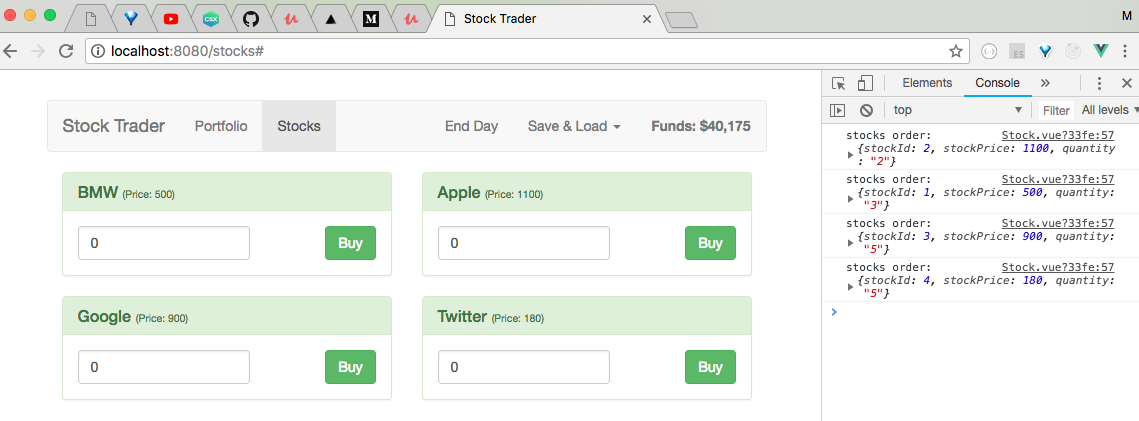 Stock Trader
M
localhost:8080/stocks#
Elements Console »
top Filter All levels
Stock Trader Portfolio Stocks End Day Save & Load Funds: $40,175
BMW (Price: 500)
0 Buy
Apple (Price: 1100)
0 Buy
Google (Price: 900)
0 Buy
Twitter (Price: 180)
0 Buy
stocks order: Stock.vue?33fe:57
{stockId: 2, stockPrice: 1100, quantity
: "2"}
stocks order: Stock.vue?33fe:57
{stockId: 1, stockPrice: 500, quantity:
"3"}
stocks order: Stock.vue?33fe:57
{stockId: 3, stockPrice: 900, quantity:
"5"}
stocks order: Stock.vue?33fe:57
{stockId: 4, stockPrice: 180, quantity:
"5"}
>